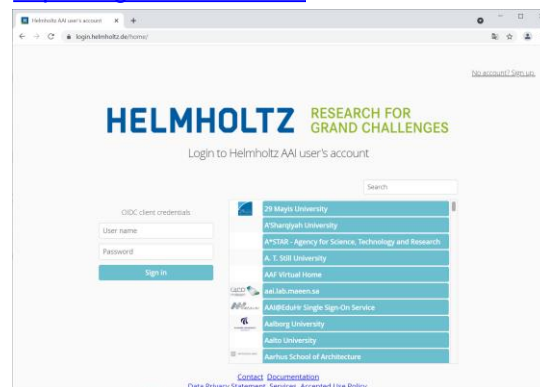 Helmholtz AAI user's account
login.helmholtz.de/home/
No account? Sign up.
HELMHOLTZ RESEARCH FOR
GRAND CHALLENGES
Login to Helmholtz AAI user's account
Search
OIDC client credentials
User name
Password
Sign in
29 Mayis University
A'Sharqiyah University
A*STAR - Agency for Science, Technology and Research
A. T. Still University
AAF Virtual Home
aai.lab.maeen.sa
AAI@EduHr Single Sign-On Service
Aalborg University
Aalto University
Aarhus School of Architecture
Contact Documentation
Data Privacy Statement Services Accepted Use Policy